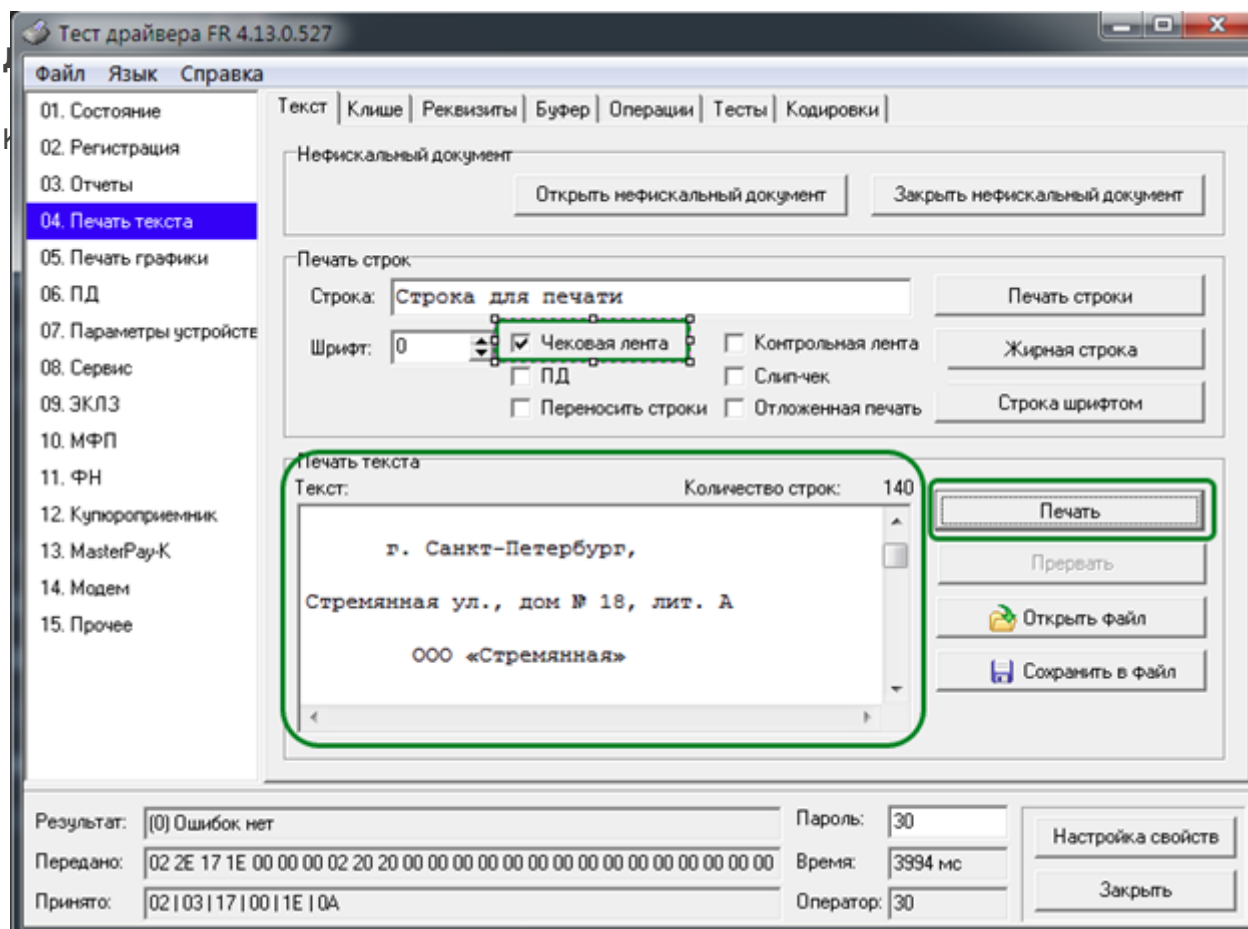 Тест драйвера FR 4.13.0.527
Файл Язык Справка
01. Состояние
02. Регистрация
03. Отчеты
04. Печать текста
05. Печать графики
06. ПД
07. Параметры устройств
08. Сервис
09. ЭКЛЗ
10. МФП
11. ФН
12. Купюроприемник
13. MasterPay-K
14. Модем
15. Прочее
Текст Клише Реквизиты Буфер Операции Тесты Кодировки
Нефискальный документ
Открыть нефискальный документ Закрыть нефискальный документ
Печать строк
Строка: Строка для печати Печать строки
Шрифт: 0 Чековая лента Контрольная лента Жирная строка
ПД Слип-чек
Переносить строки Отложенная печать Строка шрифтом
Печать текста
Текст: Количество строк: 140
г. Санкт-Петербург,
Стремянная ул., дом № 18, лит. А
ООО «Стремянная»
Печать
Прервать
Открыть файл
Сохранить в файл
Результат: (0) Ошибок нет Пароль: 30
Настройка свойств
Передано: 02 2E 17 1E 00 00 00 02 20 20 00 00 00 00 00 00 00 00 00 00 00 00 00 00 00 Время: 3994 мс
Принято: 02 | 03 | 17 | 00 | 1E | 0A Оператор: 30
Закрыть